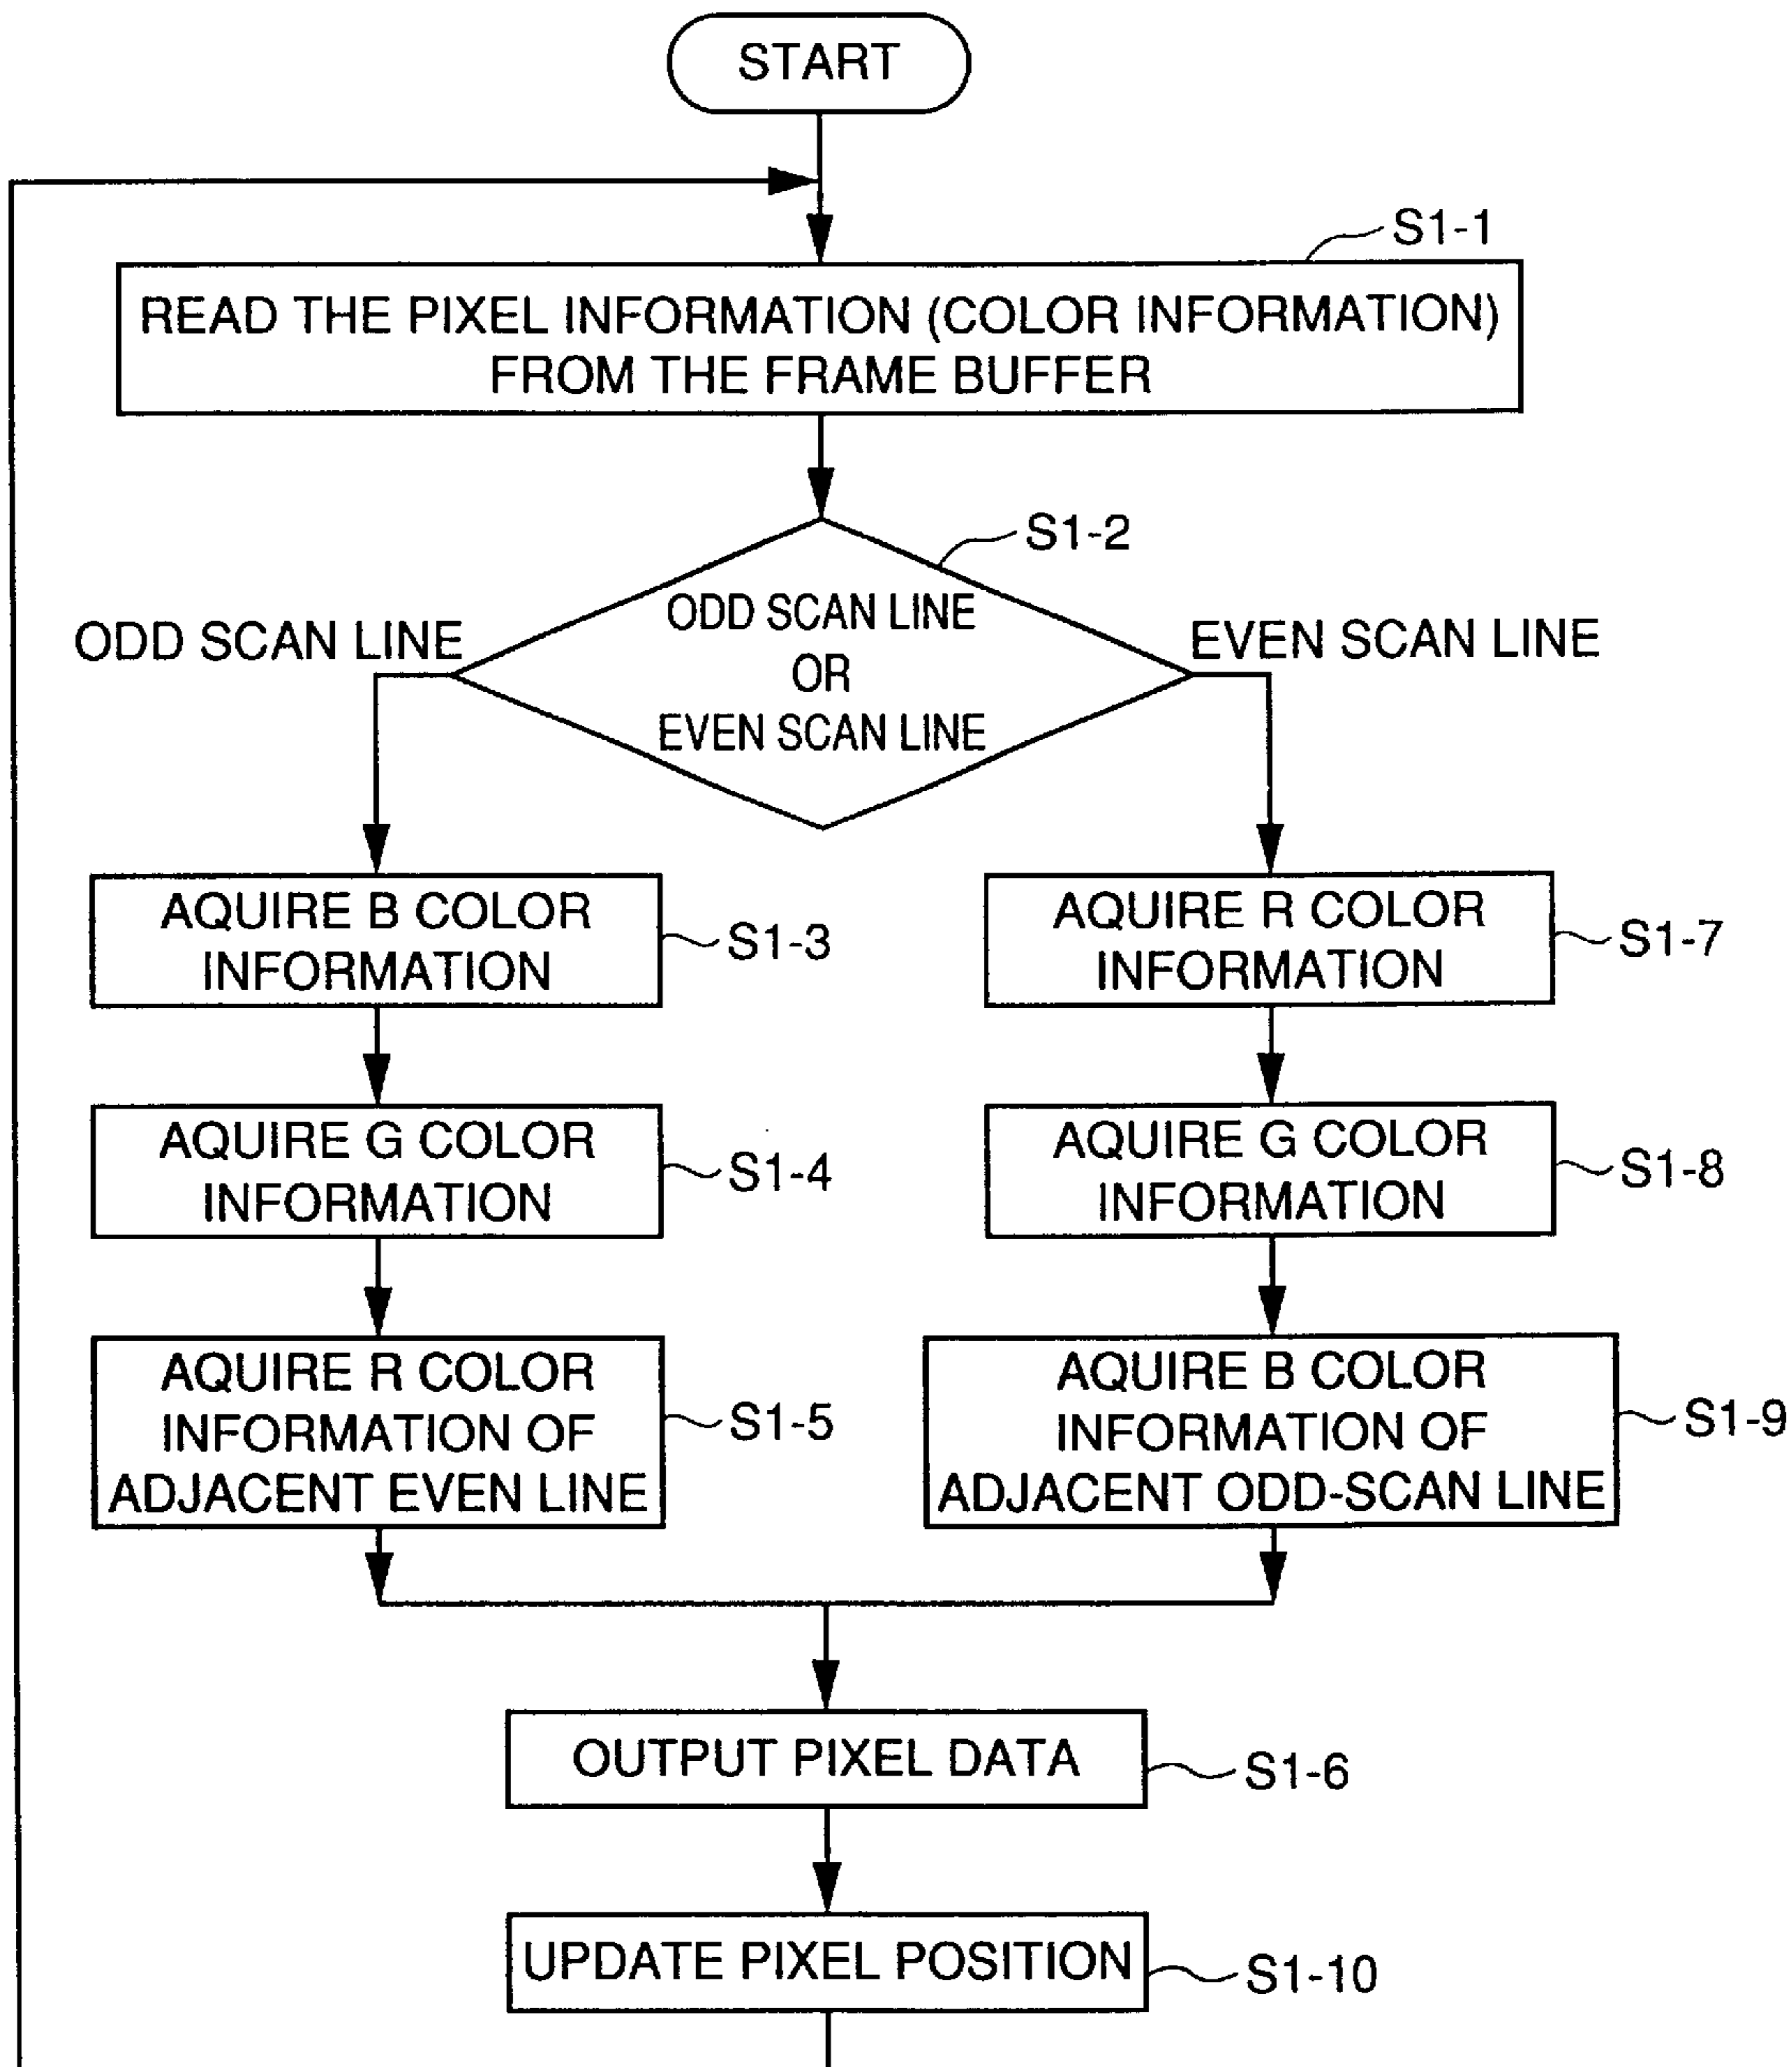 START
S1-1
READ THE PIXEL INFORMATION (COLOR INFORMATION)
FROM THE FRAME BUFFER
S1-2
ODD SCAN LINE
OR
EVEN SCAN LINE
ODD SCAN LINE
EVEN SCAN LINE
AQUIRE B COLOR
INFORMATION
S1-3
AQUIRE R COLOR
INFORMATION
S1-7
AQUIRE G COLOR
INFORMATION
S1-4
AQUIRE G COLOR
INFORMATION
S1-8
AQUIRE R COLOR
INFORMATION OF
ADJACENT EVEN LINE
S1-5
AQUIRE B COLOR
INFORMATION OF
ADJACENT ODD-SCAN LINE
S1-9
OUTPUT PIXEL DATA
S1-6
UPDATE PIXEL POSITION
S1-10